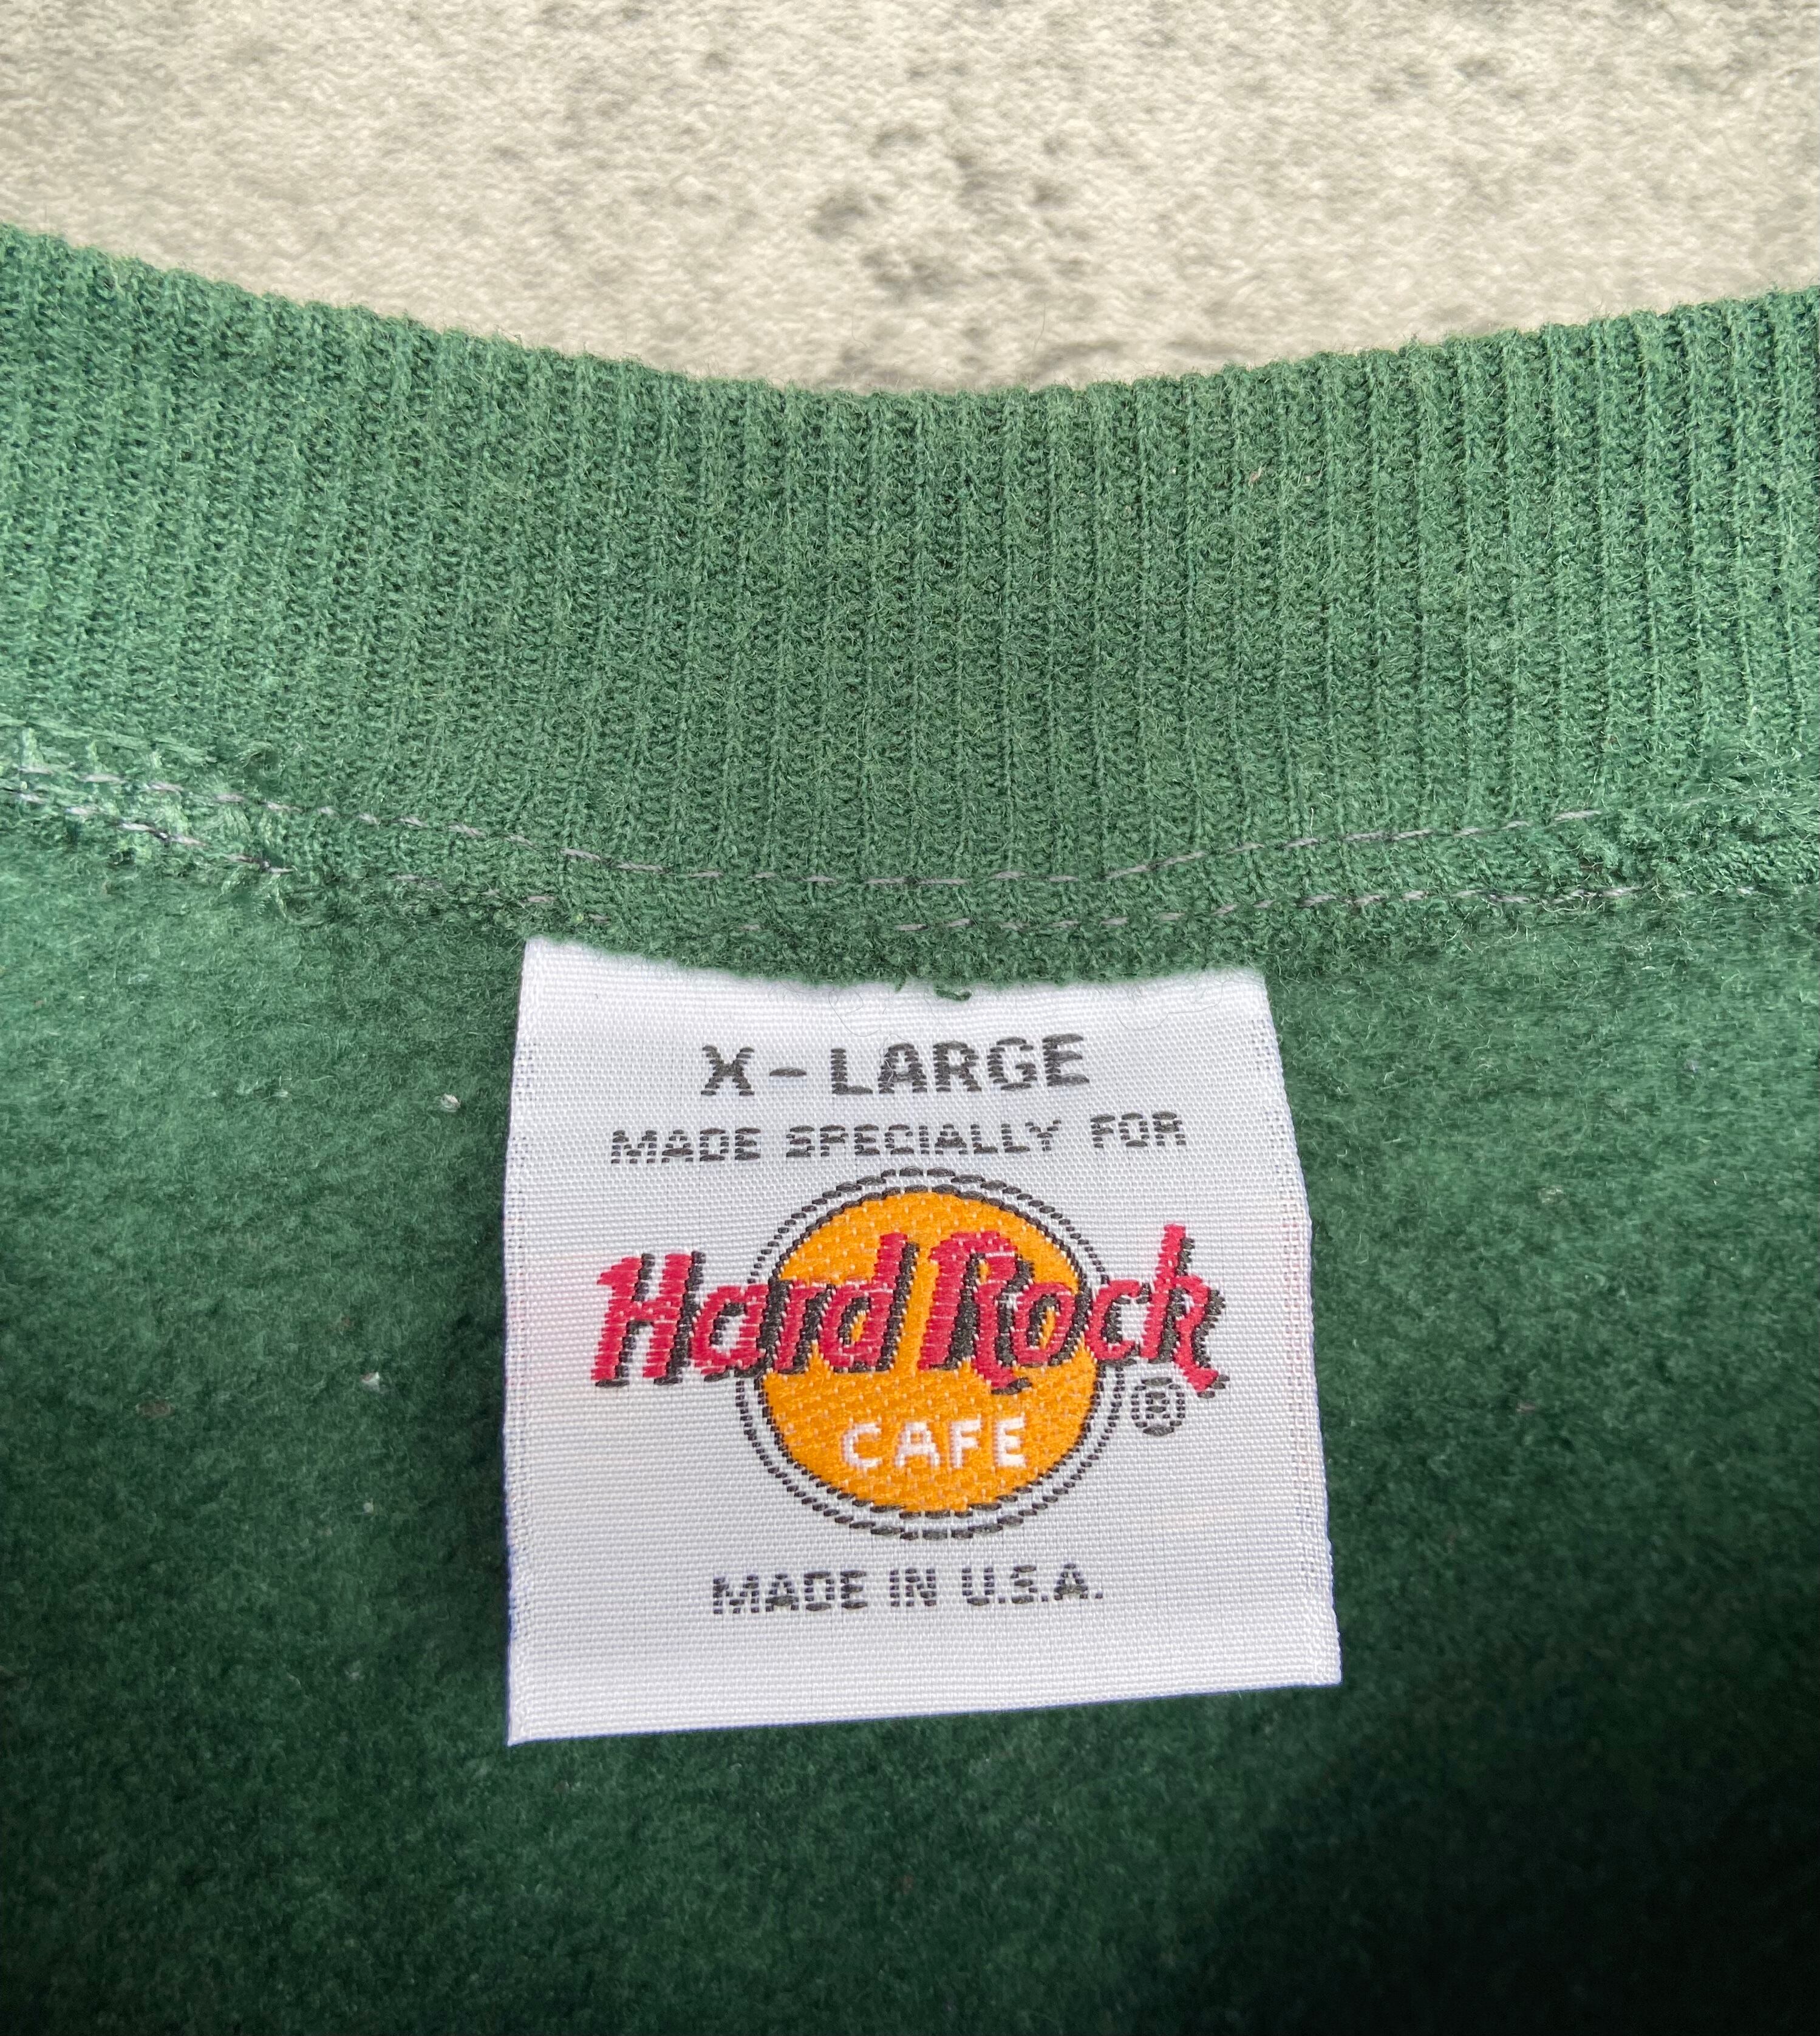 X-LARGE
MADE SPECIALLY FOR
Hard Rock
®
CAFE
MADE IN U.S.A.